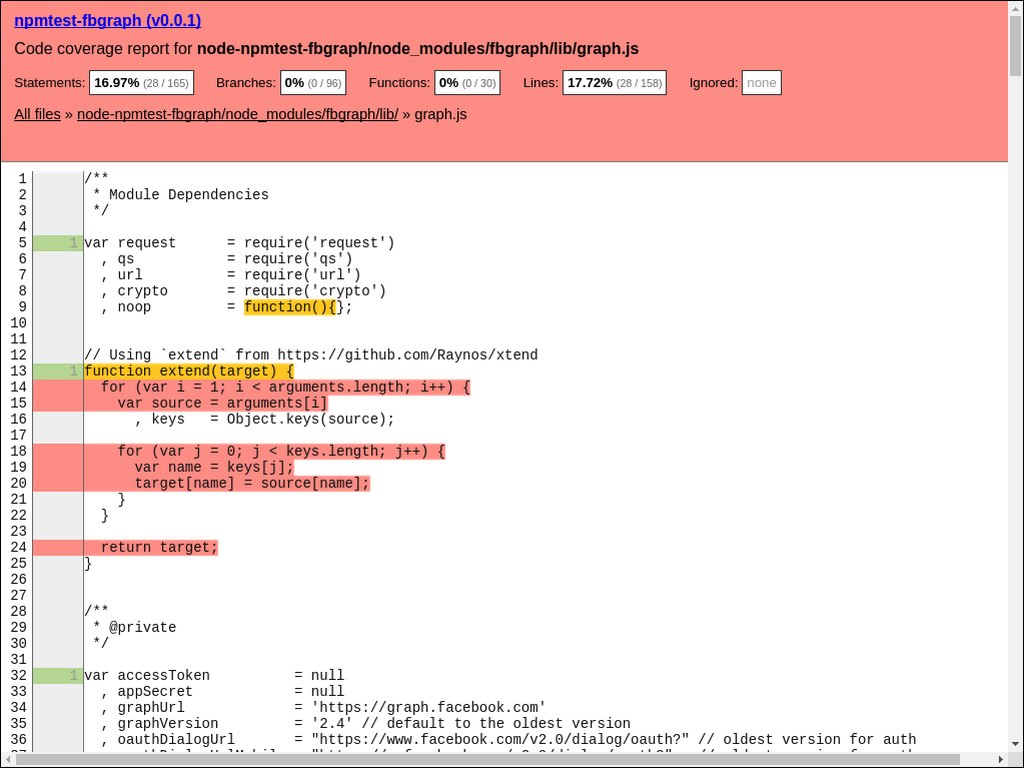 npmtest-fbgraph (v0.0.1)
Code coverage report for node-npmtest-fbgraph/node_modules/fbgraph/lib/graph.js
Statements: 16.97% (28 / 165) Branches: 0% (0 / 96) Functions: 0% (0 / 30) Lines: 17.72% (28 / 158) Ignored: none
All files » node-npmtest-fbgraph/node_modules/fbgraph/lib/ » graph.js
1 /**
2  * Module Dependencies
3  */
4
5 1 var request      = require('request')
6   , qs           = require('qs')
7   , url          = require('url')
8   , crypto       = require('crypto')
9   , noop         = function(){};
10
11
12 // Using `extend` from https://github.com/Raynos/xtend
13 1 function extend(target) {
14   for (var i = 1; i < arguments.length; i++) {
15     var source = arguments[i]
16       , keys   = Object.keys(source);
17
18     for (var j = 0; j < keys.length; j++) {
19       var name = keys[j];
20       target[name] = source[name];
21     }
22   }
23
24   return target;
25 }
26
27
28 /**
29  * @private
30  */
31
32 1 var accessToken          = null
33   , appSecret            = null
34   , graphUrl             = 'https://graph.facebook.com'
35   , graphVersion         = '2.4' // default to the oldest version
36   , oauthDialogUrl       = "https://www.facebook.com/v2.0/dialog/oauth?" // oldest version for auth